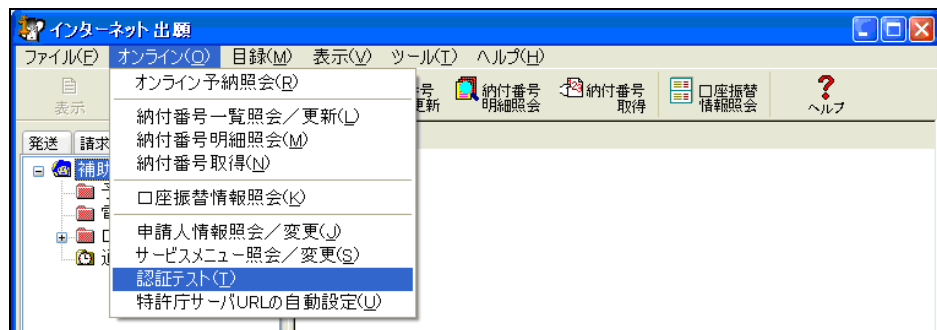 インターネット出願
ファイル(F) オンライン(O) 目録(M) 表示(V) ツール(T) ヘルプ(H)
表示
号
更新
納付番号
明細照会
納付番号
取得
口座振替
情報照会
ヘルプ
オンライン予納照会(R)
納付番号一覧照会／更新(L)
納付番号明細照会(M)
納付番号取得(N)
口座振替情報照会(K)
申請人情報照会／変更(J)
サービスメニュー照会／変更(S)
認証テスト(T)
特許庁サーバURLの自動設定(U)
発送 請求
補助